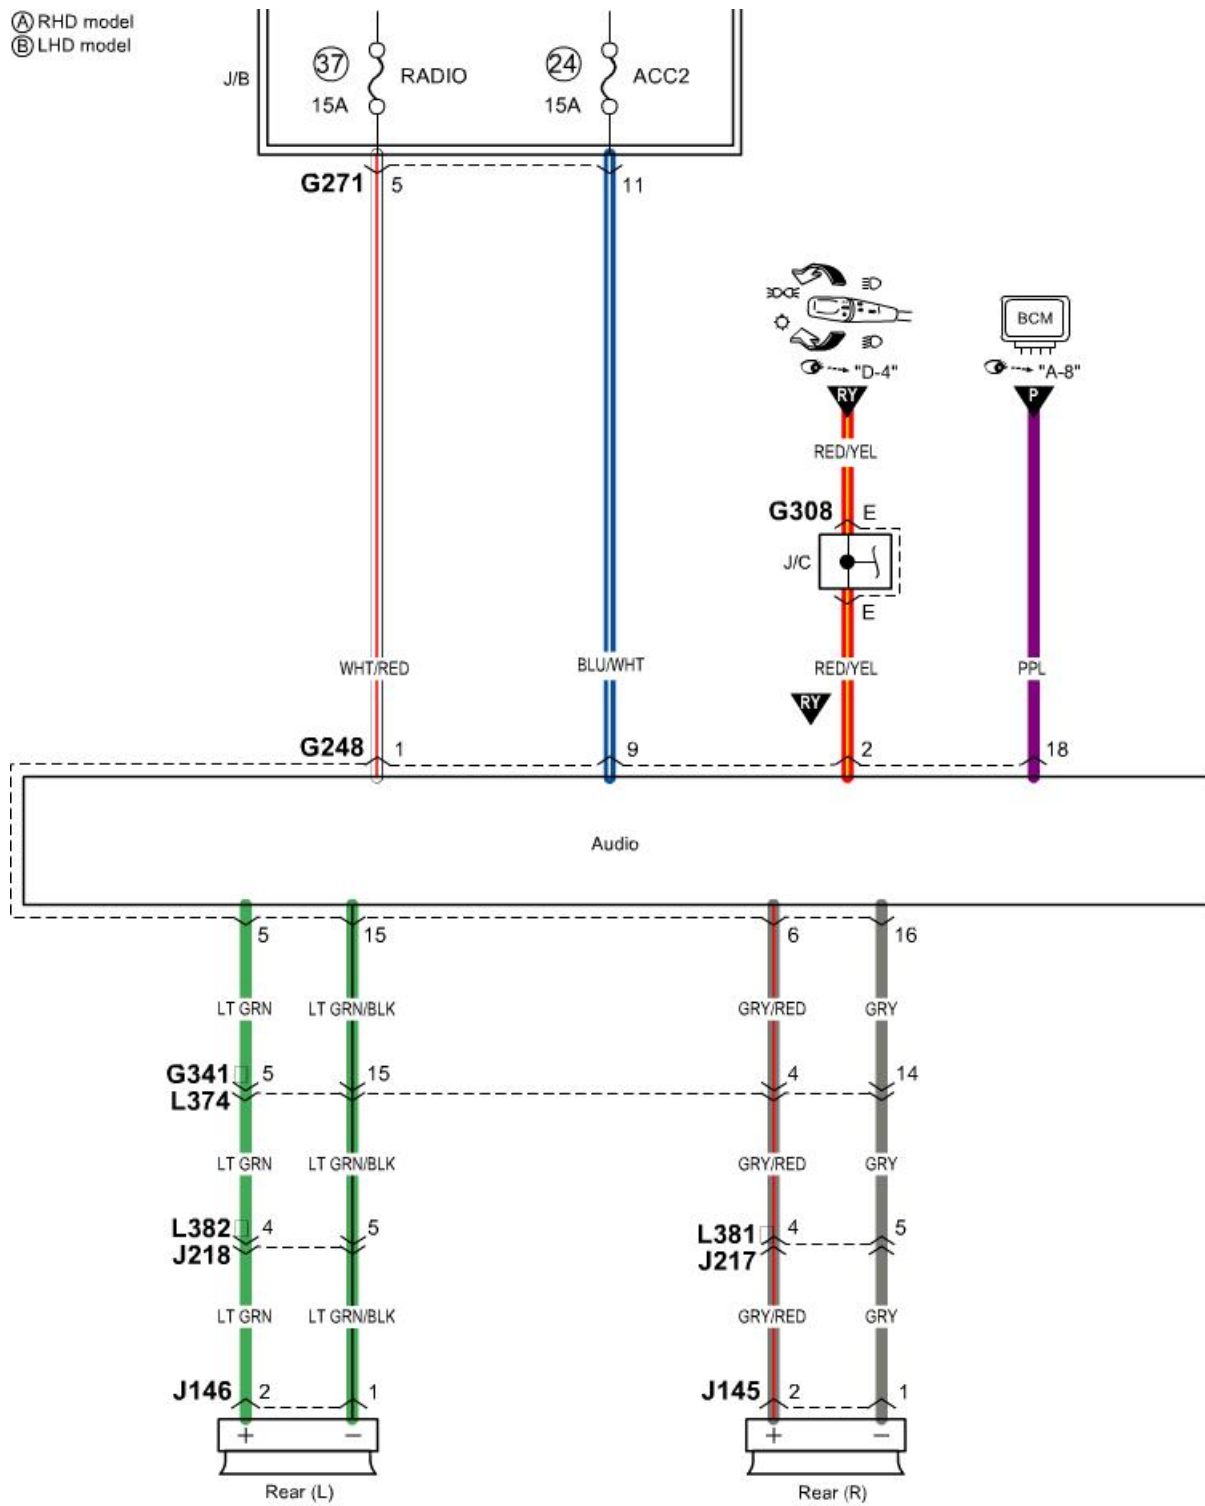 Ⓐ RHD model
Ⓑ LHD model
J/B
37
15A
RADIO
24
15A
ACC2
G271
5
11
BCM
"D-4"
"A-8"
RY
P
RED/YEL
G308
E
J/C
E
WHT/RED
BLU/WHT
RED/YEL
PPL
RY
G248
1
9
2
18
Audio
5
15
6
16
LT GRN
LT GRN/BLK
GRY/RED
GRY
G341
5
15
4
14
L374
LT GRN
LT GRN/BLK
GRY/RED
GRY
L382
4
5
J218
L381
4
5
J217
LT GRN
LT GRN/BLK
GRY/RED
GRY
J146
2
1
J145
2
1
+
−
+
−
Rear (L)
Rear (R)